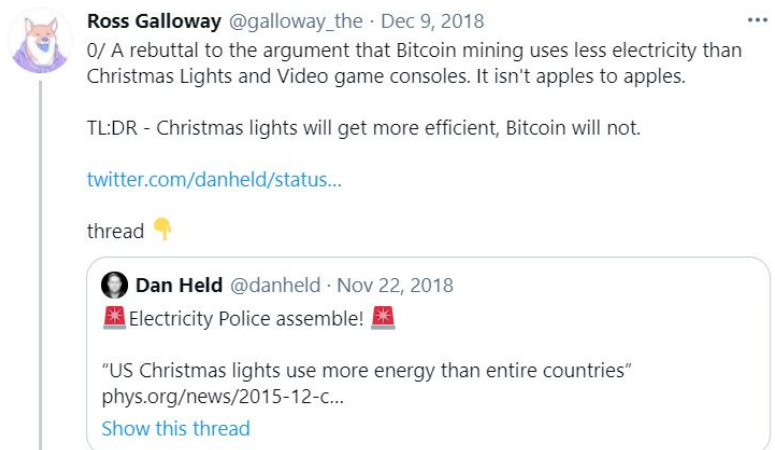 Ross Galloway @galloway_the · Dec 9, 2018
0/ A rebuttal to the argument that Bitcoin mining uses less electricity than
Christmas Lights and Video game consoles. It isn't apples to apples.
TL:DR - Christmas lights will get more efficient, Bitcoin will not.
twitter.com/danheld/status...
thread 👇
Dan Held @danheld · Nov 22, 2018
🚨Electricity Police assemble! 🚨
“US Christmas lights use more energy than entire countries”
phys.org/news/2015-12-c...
Show this thread